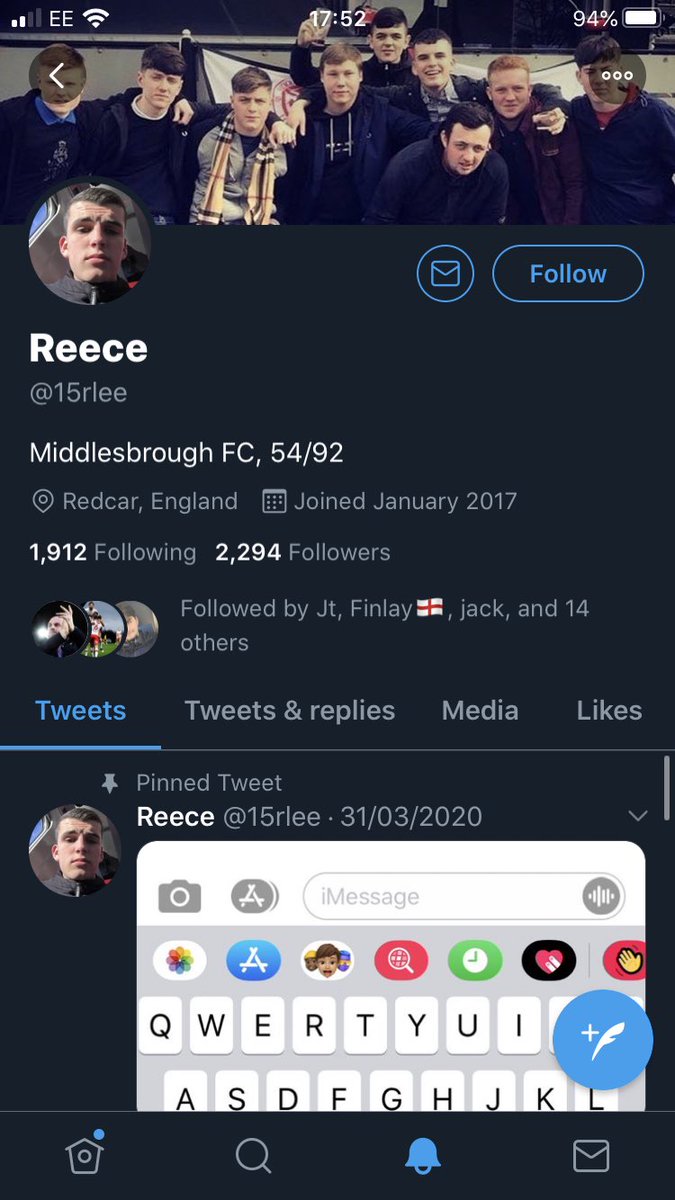 EE 17:52 94%
Follow
Reece
@15rlee
Middlesbrough FC, 54/92
Redcar, England Joined January 2017
1,912 Following 2,294 Followers
Followed by Jt, Finlay🏴󠁧󠁢󠁥󠁮󠁧󠁿, jack, and 14
others
Tweets Tweets & replies Media Likes
Pinned Tweet
Reece @15rlee · 31/03/2020
iMessage
Q W E R T Y U I
A S D F G H J K L